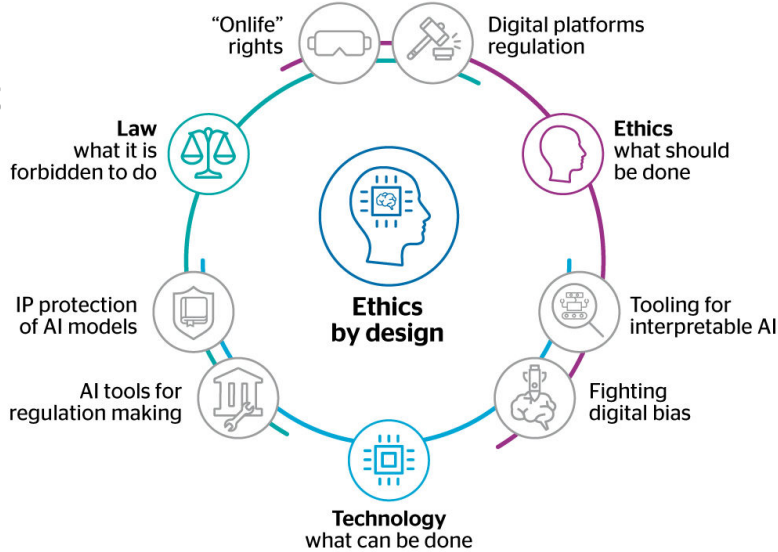 “Onlife”
rights
Digital platforms
regulation
Law
what it is
forbidden to do
Ethics
what should
be done
Ethics
by design
IP protection
of AI models
Tooling for
interpretable AI
AI tools for
regulation making
Fighting
digital bias
Technology
what can be done